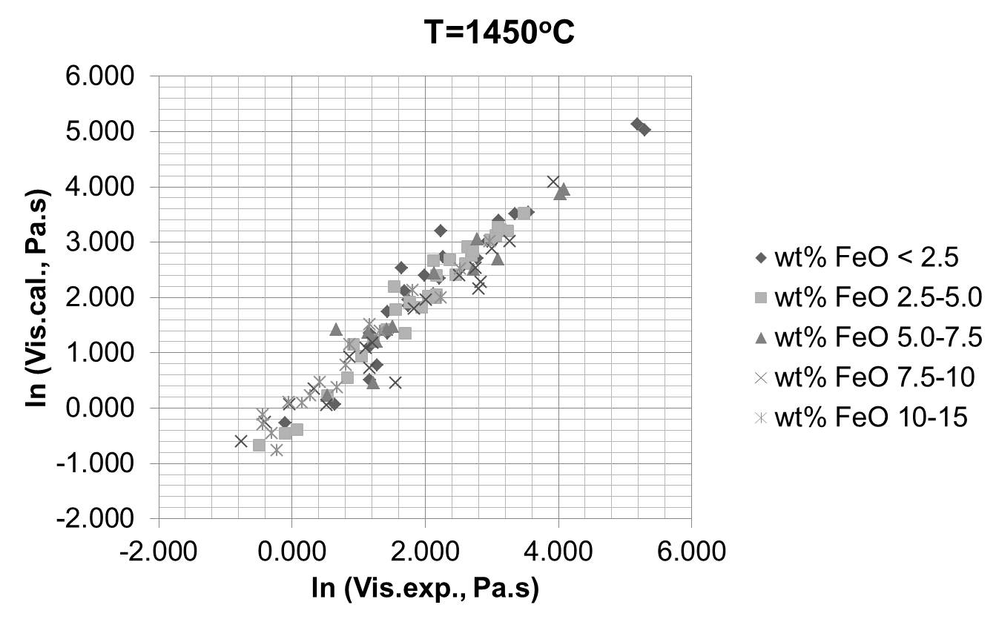 T=1450°C
6.000
5.000
4.000
3.000
2.000
1.000
0.000
-1.000
-2.000
ln (Vis.cal., Pa.s)
-2.000 0.000 2.000 4.000 6.000
ln (Vis.exp., Pa.s)
wt% FeO < 2.5
wt% FeO 2.5-5.0
wt% FeO 5.0-7.5
wt% FeO 7.5-10
wt% FeO 10-15